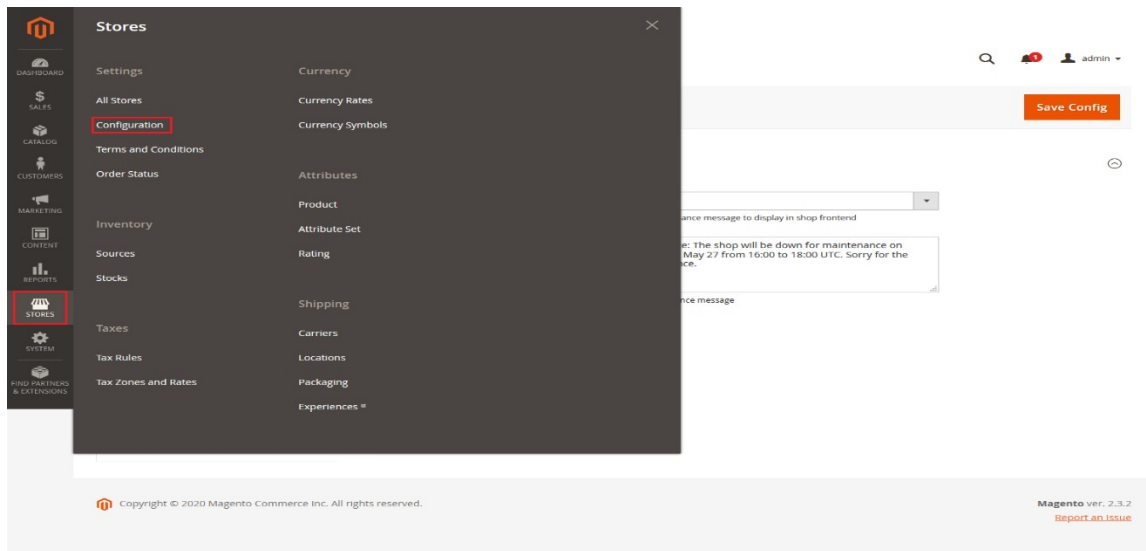 DASHBOARD
SALES
CATALOG
CUSTOMERS
MARKETING
CONTENT
REPORTS
STORES
SYSTEM
FIND PARTNERS
& EXTENSIONS
Stores
Settings
All Stores
Configuration
Terms and Conditions
Order Status
Inventory
Sources
Stocks
Taxes
Tax Rules
Tax Zones and Rates
Currency
Currency Rates
Currency Symbols
Attributes
Product
Attribute Set
Rating
Shipping
Carriers
Locations
Packaging
Experiences
1
admin
Save Config
ance message to display in shop frontend
e: The shop will be down for maintenance on
May 27 from 16:00 to 18:00 UTC. Sorry for the
ice.
nce message
Copyright © 2020 Magento Commerce Inc. All rights reserved.
Magento ver. 2.3.2
Report an Issue